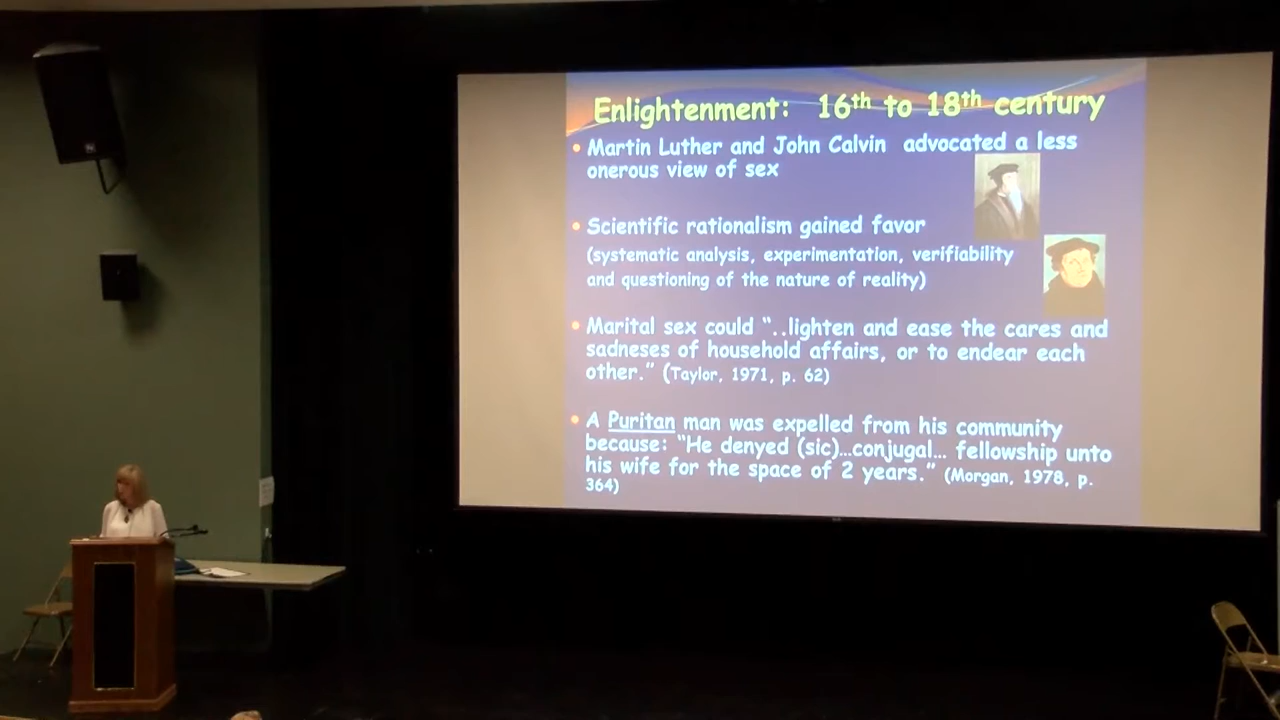 Enlightenment: 16th to 18th century
• Martin Luther and John Calvin advocated a less
onerous view of sex
• Scientific rationalism gained favor
(systematic analysis, experimentation, verifiability
and questioning of the nature of reality)
• Marital sex could “..lighten and ease the cares and
sadneses of household affairs, or to endear each
other.” (Taylor, 1971, p. 62)
• A Puritan man was expelled from his community
because: “He denyed (sic)…conjugal… fellowship unto
his wife for the space of 2 years.” (Morgan, 1978, p.
364)